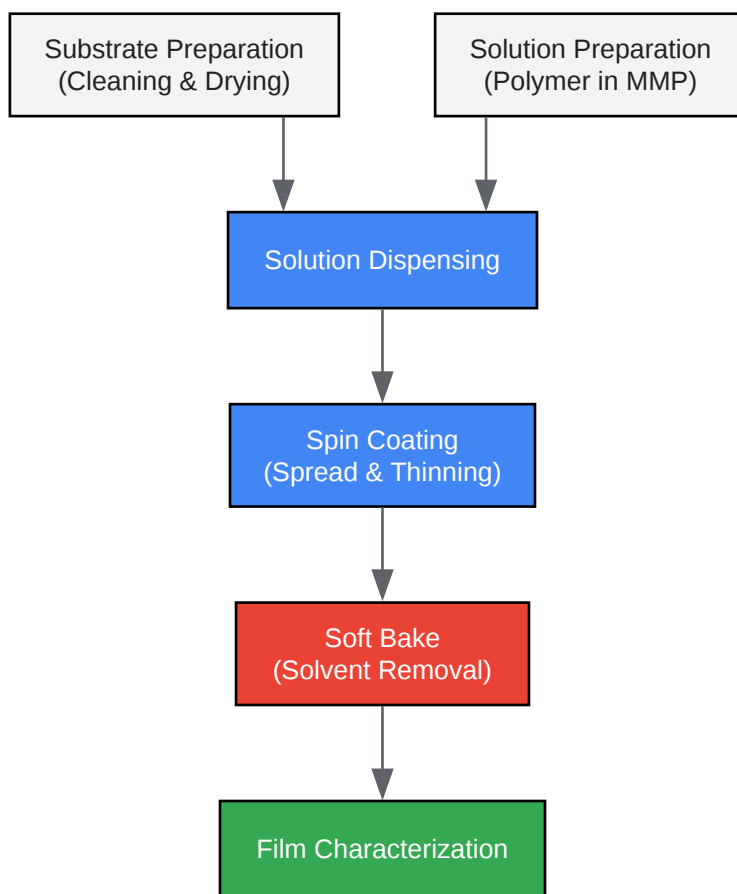 Substrate Preparation
(Cleaning & Drying)
Solution Preparation
(Polymer in MMP)
Solution Dispensing
Spin Coating
(Spread & Thinning)
Soft Bake
(Solvent Removal)
Film Characterization